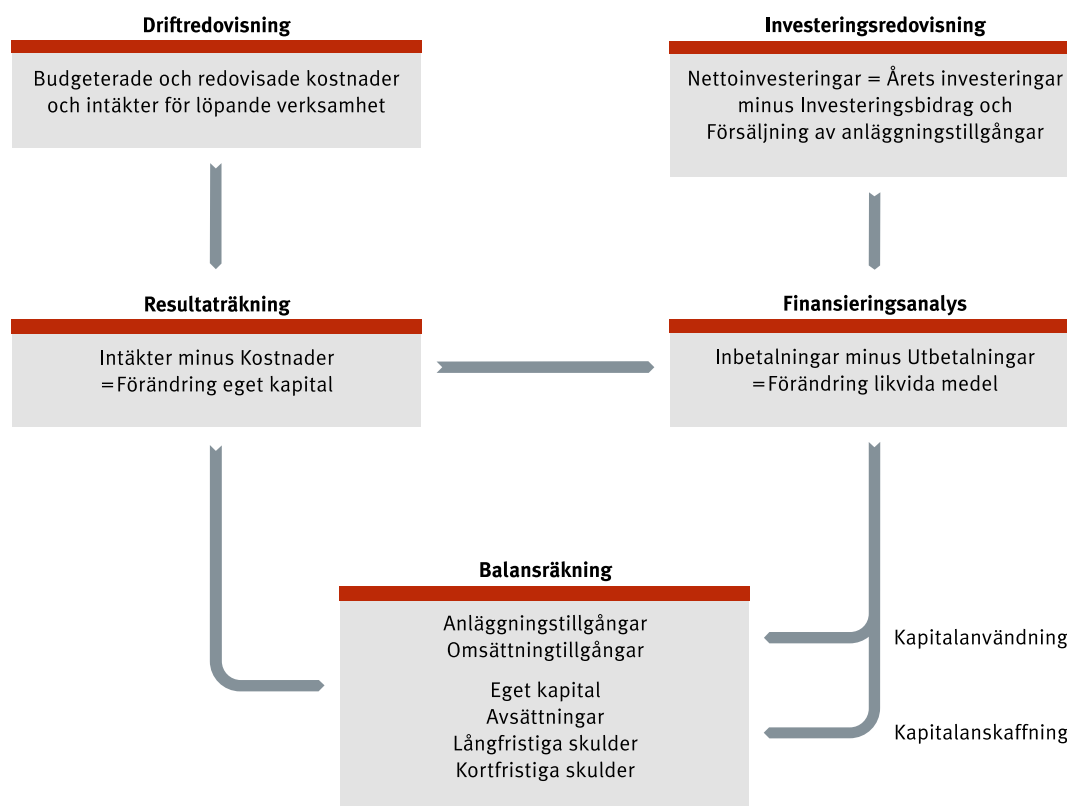 Driftredovisning
Budgeterade och redovisade kostnader
och intäkter för löpande verksamhet
Investeringsredovisning
Nettoinvesteringar = Årets investeringar
minus Investeringsbidrag och
Försäljning av anläggningstillgångar
Resultaträkning
Intäkter minus Kostnader
=Förändring eget kapital
Finansieringsanalys
Inbetalningar minus Utbetalningar
=Förändring likvida medel
Balansräkning
Anläggningstillgångar
Omsättningtillgångar
Eget kapital
Avsättningar
Långfristiga skulder
Kortfristiga skulder
Kapitalanvändning
Kapitalanskaffning